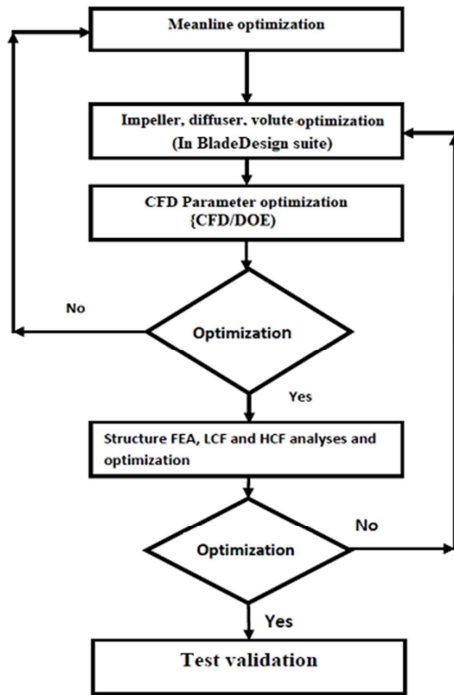 Meanline optimization
Impeller, diffuser, volute optimization
(In BladeDesign suite)
CFD Parameter optimization
{CFD/DOE)
No
Optimization
Yes
Structure FEA, LCF and HCF analyses and
optimization
No
Optimization
Yes
Test validation